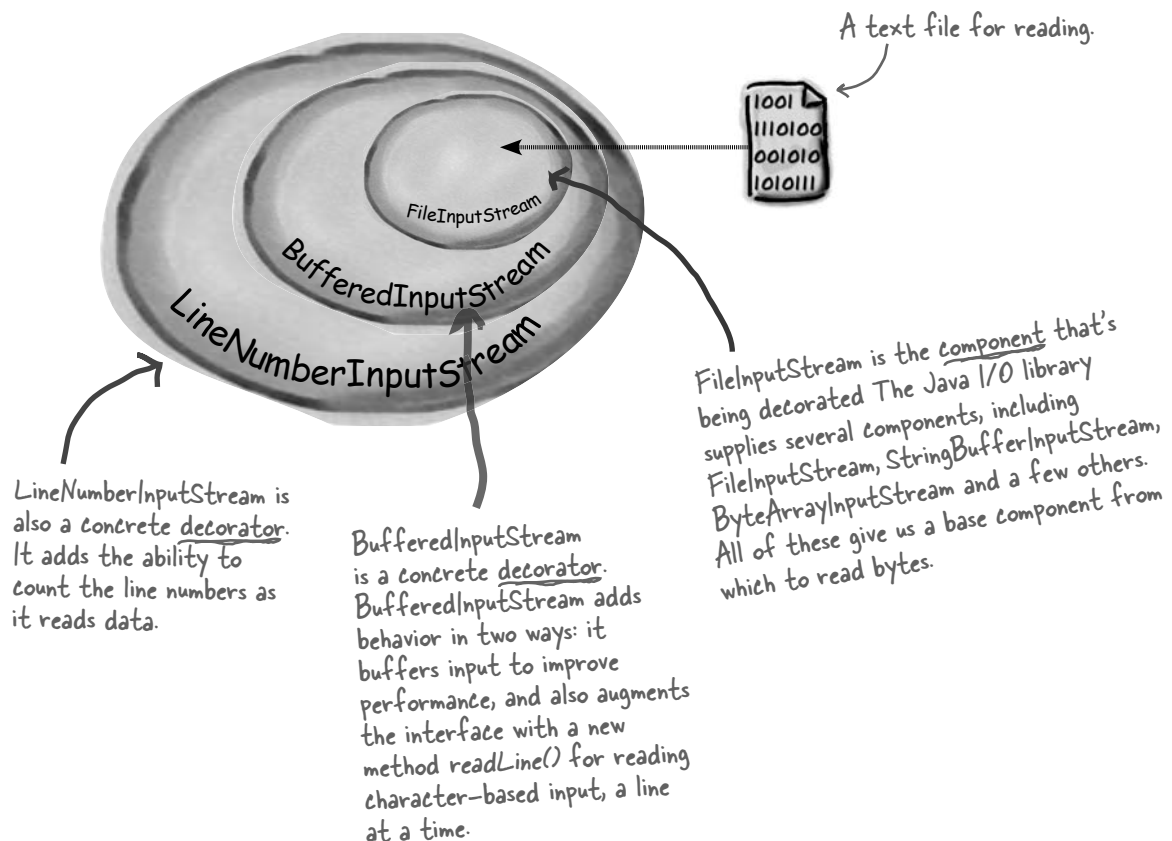 A text file for reading.
1001
1110100
001010
1010111
FileInputStream
BufferedInputStream
LineNumberInputStream
FileInputStream is the component that's
being decorated The Java I/O library
supplies several components, including
FileInputStream, StringBufferInputStream,
ByteArrayInputStream and a few others.
All of these give us a base component from
which to read bytes.
LineNumberInputStream is
also a concrete decorator.
It adds the ability to
count the line numbers as
it reads data.
BufferedInputStream
is a concrete decorator.
BufferedInputStream adds
behavior in two ways: it
buffers input to improve
performance, and also augments
the interface with a new
method readLine() for reading
character-based input, a line
at a time.